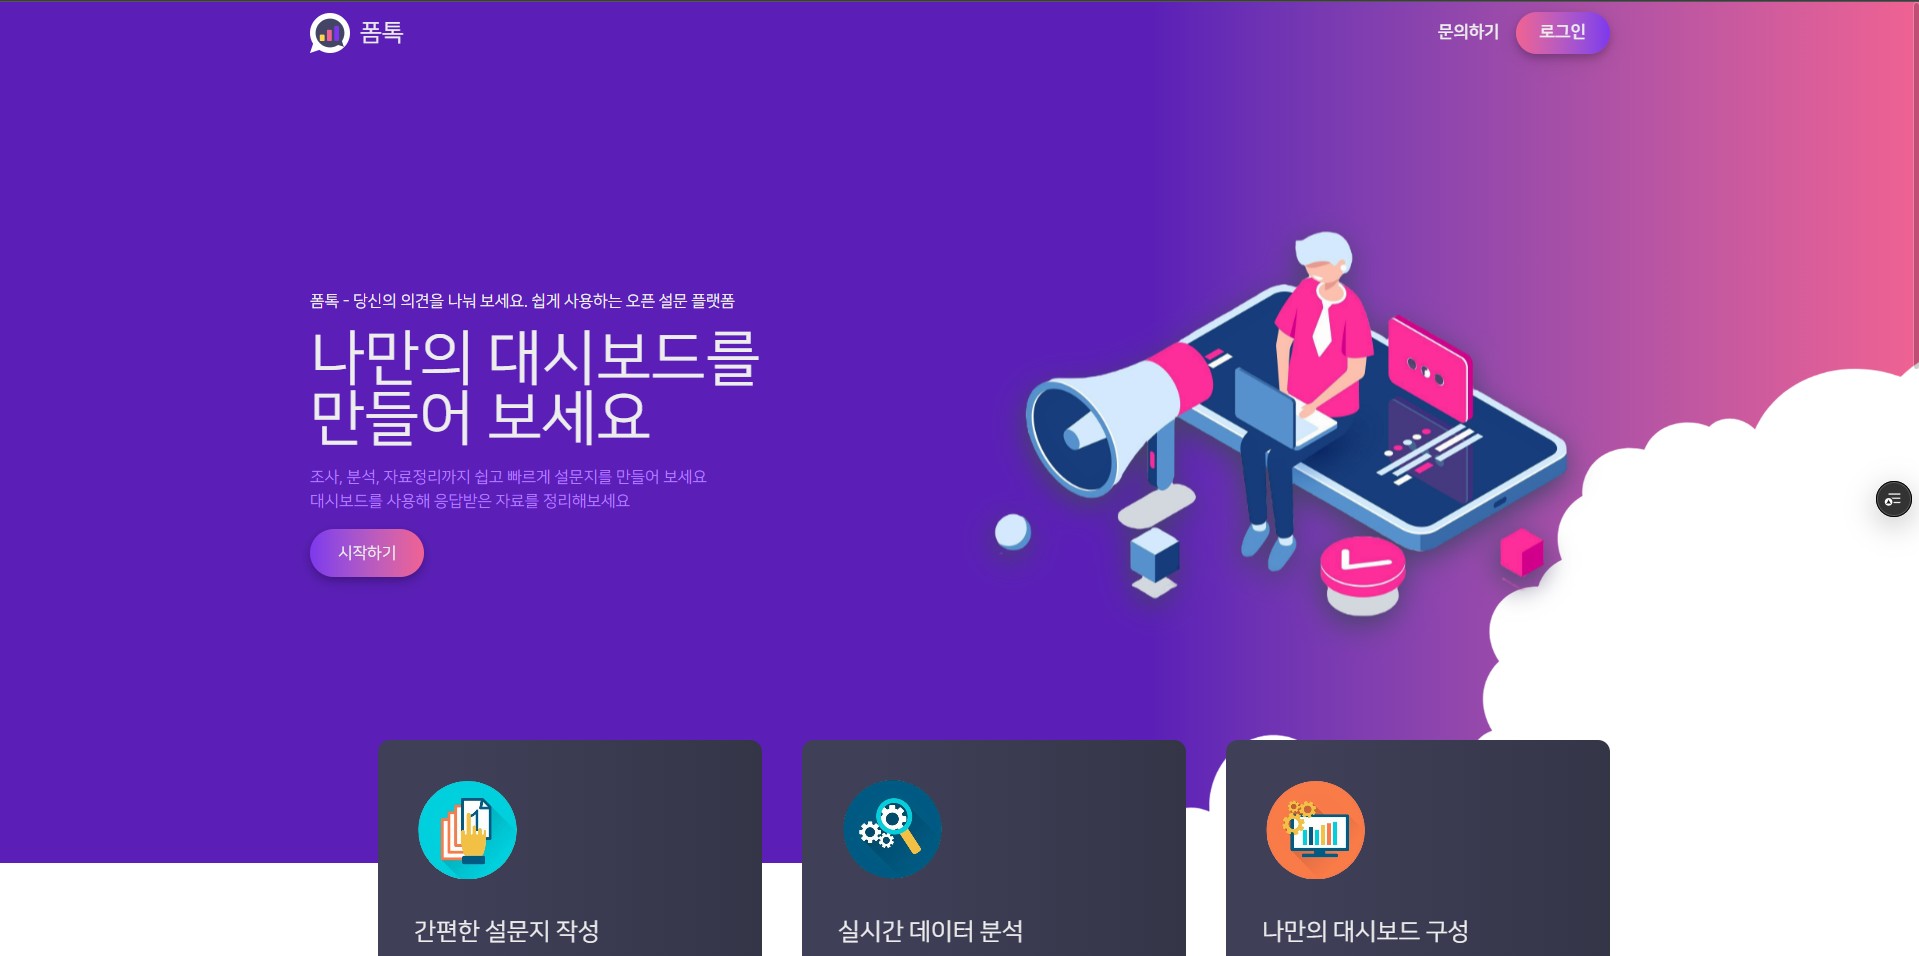 폼톡
문의하기
로그인
폼톡 - 당신의 의견을 나눠 보세요. 쉽게 사용하는 오픈 설문 플랫폼
나만의 대시보드를
만들어 보세요
조사, 분석, 자료정리까지 쉽고 빠르게 설문지를 만들어 보세요
대시보드를 사용해 응답받은 자료를 정리해보세요
시작하기
1
간편한 설문지 작성
실시간 데이터 분석
나만의 대시보드 구성